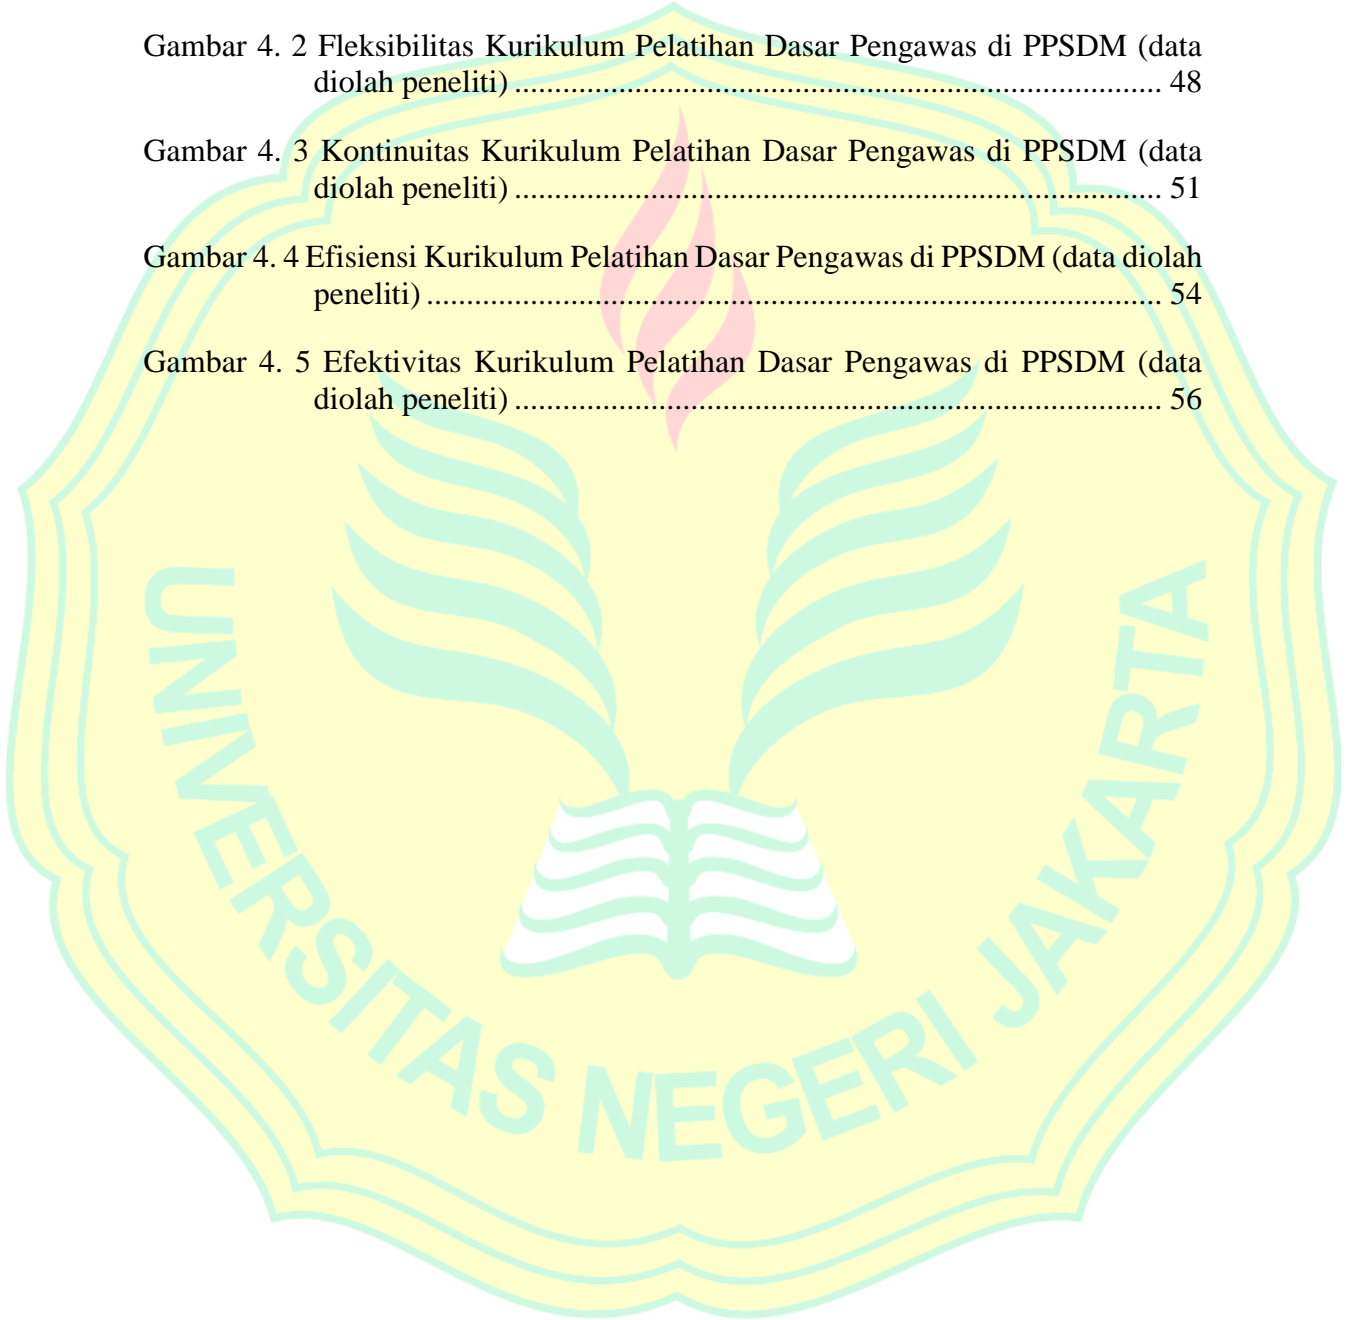 Gambar 4. 2 Fleksibilitas Kurikulum Pelatihan Dasar Pengawas di PPSDM (data
diolah peneliti) ................................................................................. 48
Gambar 4. 3 Kontinuitas Kurikulum Pelatihan Dasar Pengawas di PPSDM (data
diolah peneliti) ................................................................................. 51
Gambar 4. 4 Efisiensi Kurikulum Pelatihan Dasar Pengawas di PPSDM (data diolah
peneliti) ............................................................................................ 54
Gambar 4. 5 Efektivitas Kurikulum Pelatihan Dasar Pengawas di PPSDM (data
diolah peneliti) ................................................................................. 56
UNIVERSITAS NEGERI JAKARTA